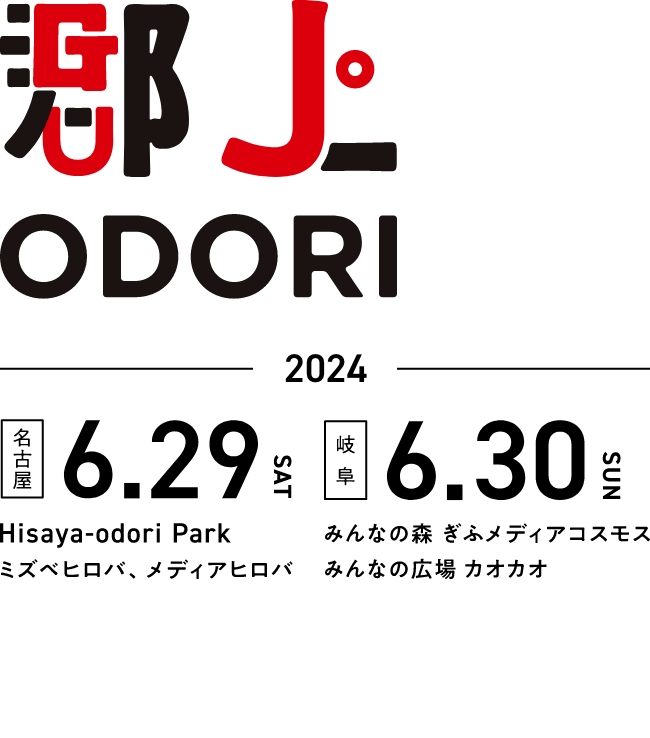 郡上
ODORI
2024
名古屋 6.29 SAT
Hisaya-odori Park
ミズベヒロバ、メディアヒロバ
岐阜 6.30 SUN
みんなの森 ぎふメディアコスモス
みんなの広場 カオカオ